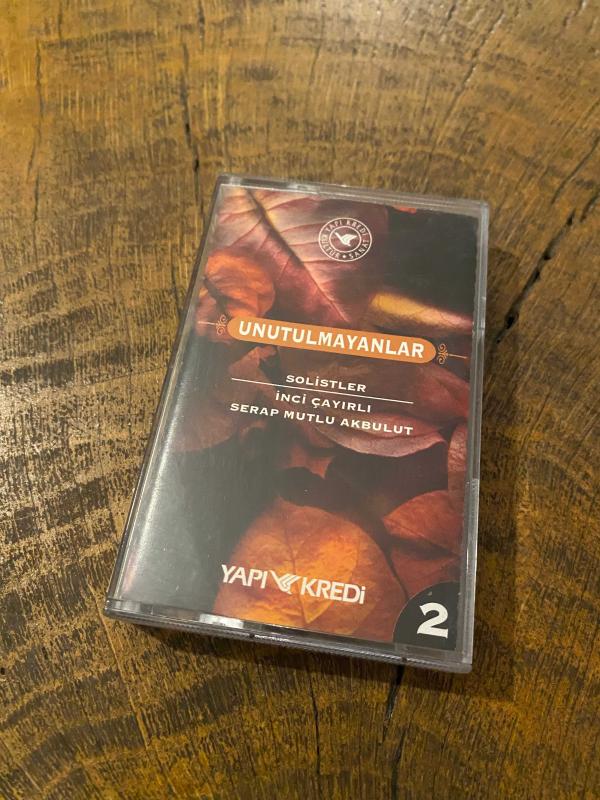 YAPI KREDİ
KÜLTÜR • SANAT
UNUTULMAYANLAR
SOLİSTLER
İNCİ ÇAYIRLI
SERAP MUTLU AKBULUT
YAPI KREDi
2